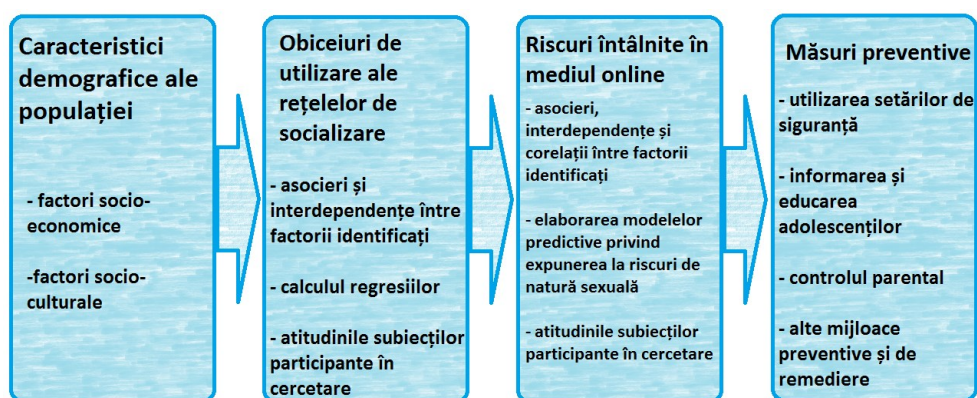 Caracteristici
demografice ale
populației
- factori socio-
economice
-factori socio-
culturale
Obiceiuri de
utilizare ale
rețelelor de
socializare
- asocieri și
interdependențe între
factorii identificați
- calculul regresiilor
- atitudinile subiecților
participante în
cercetare
Riscuri întâlnite în
mediul online
- asocieri,
interdependențe și
corelații între factorii
identificați
- elaborarea modelelor
predictive privind
expunerea la riscuri de
natură sexuală
- atitudinile subiecților
participante în cercetare
Măsuri preventive
- utilizarea setărilor de
siguranță
- informarea și
educarea
adolescenților
- controlul parental
- alte mijloace
preventive și de
remediere